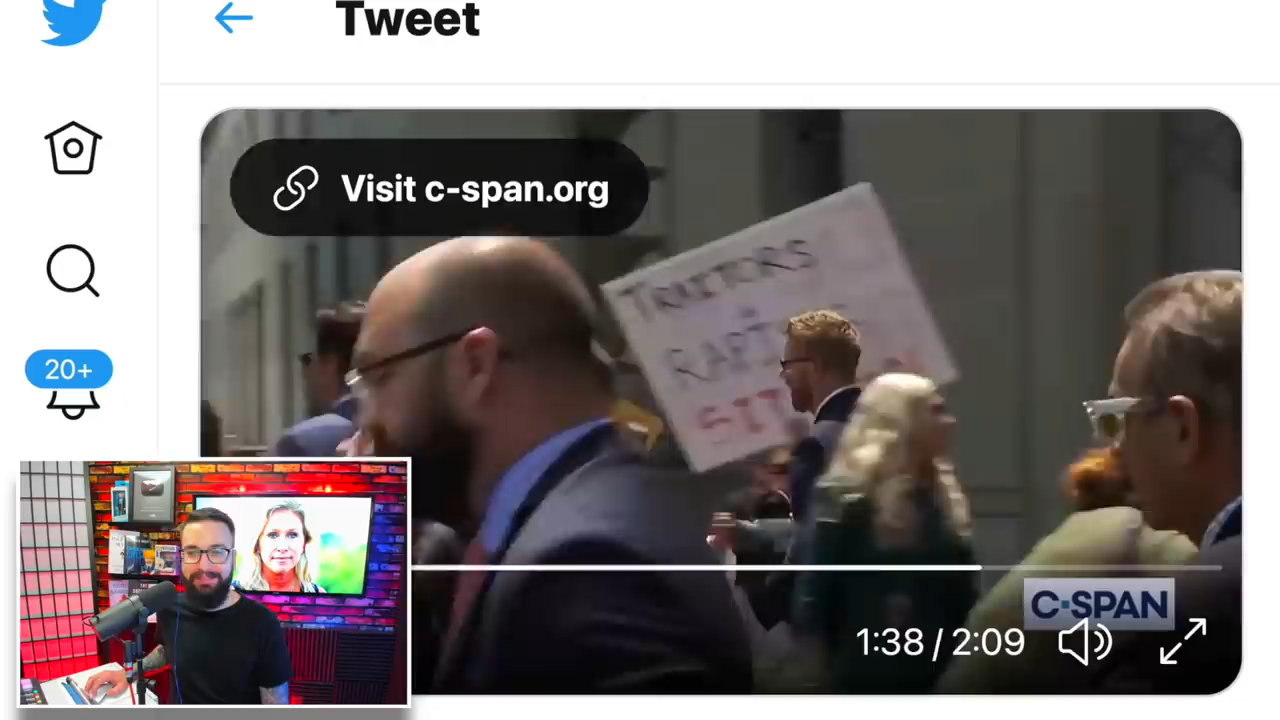 Tweet
Visit c-span.org
TRAITORS
20+
C-SPAN
1:38 / 2:09